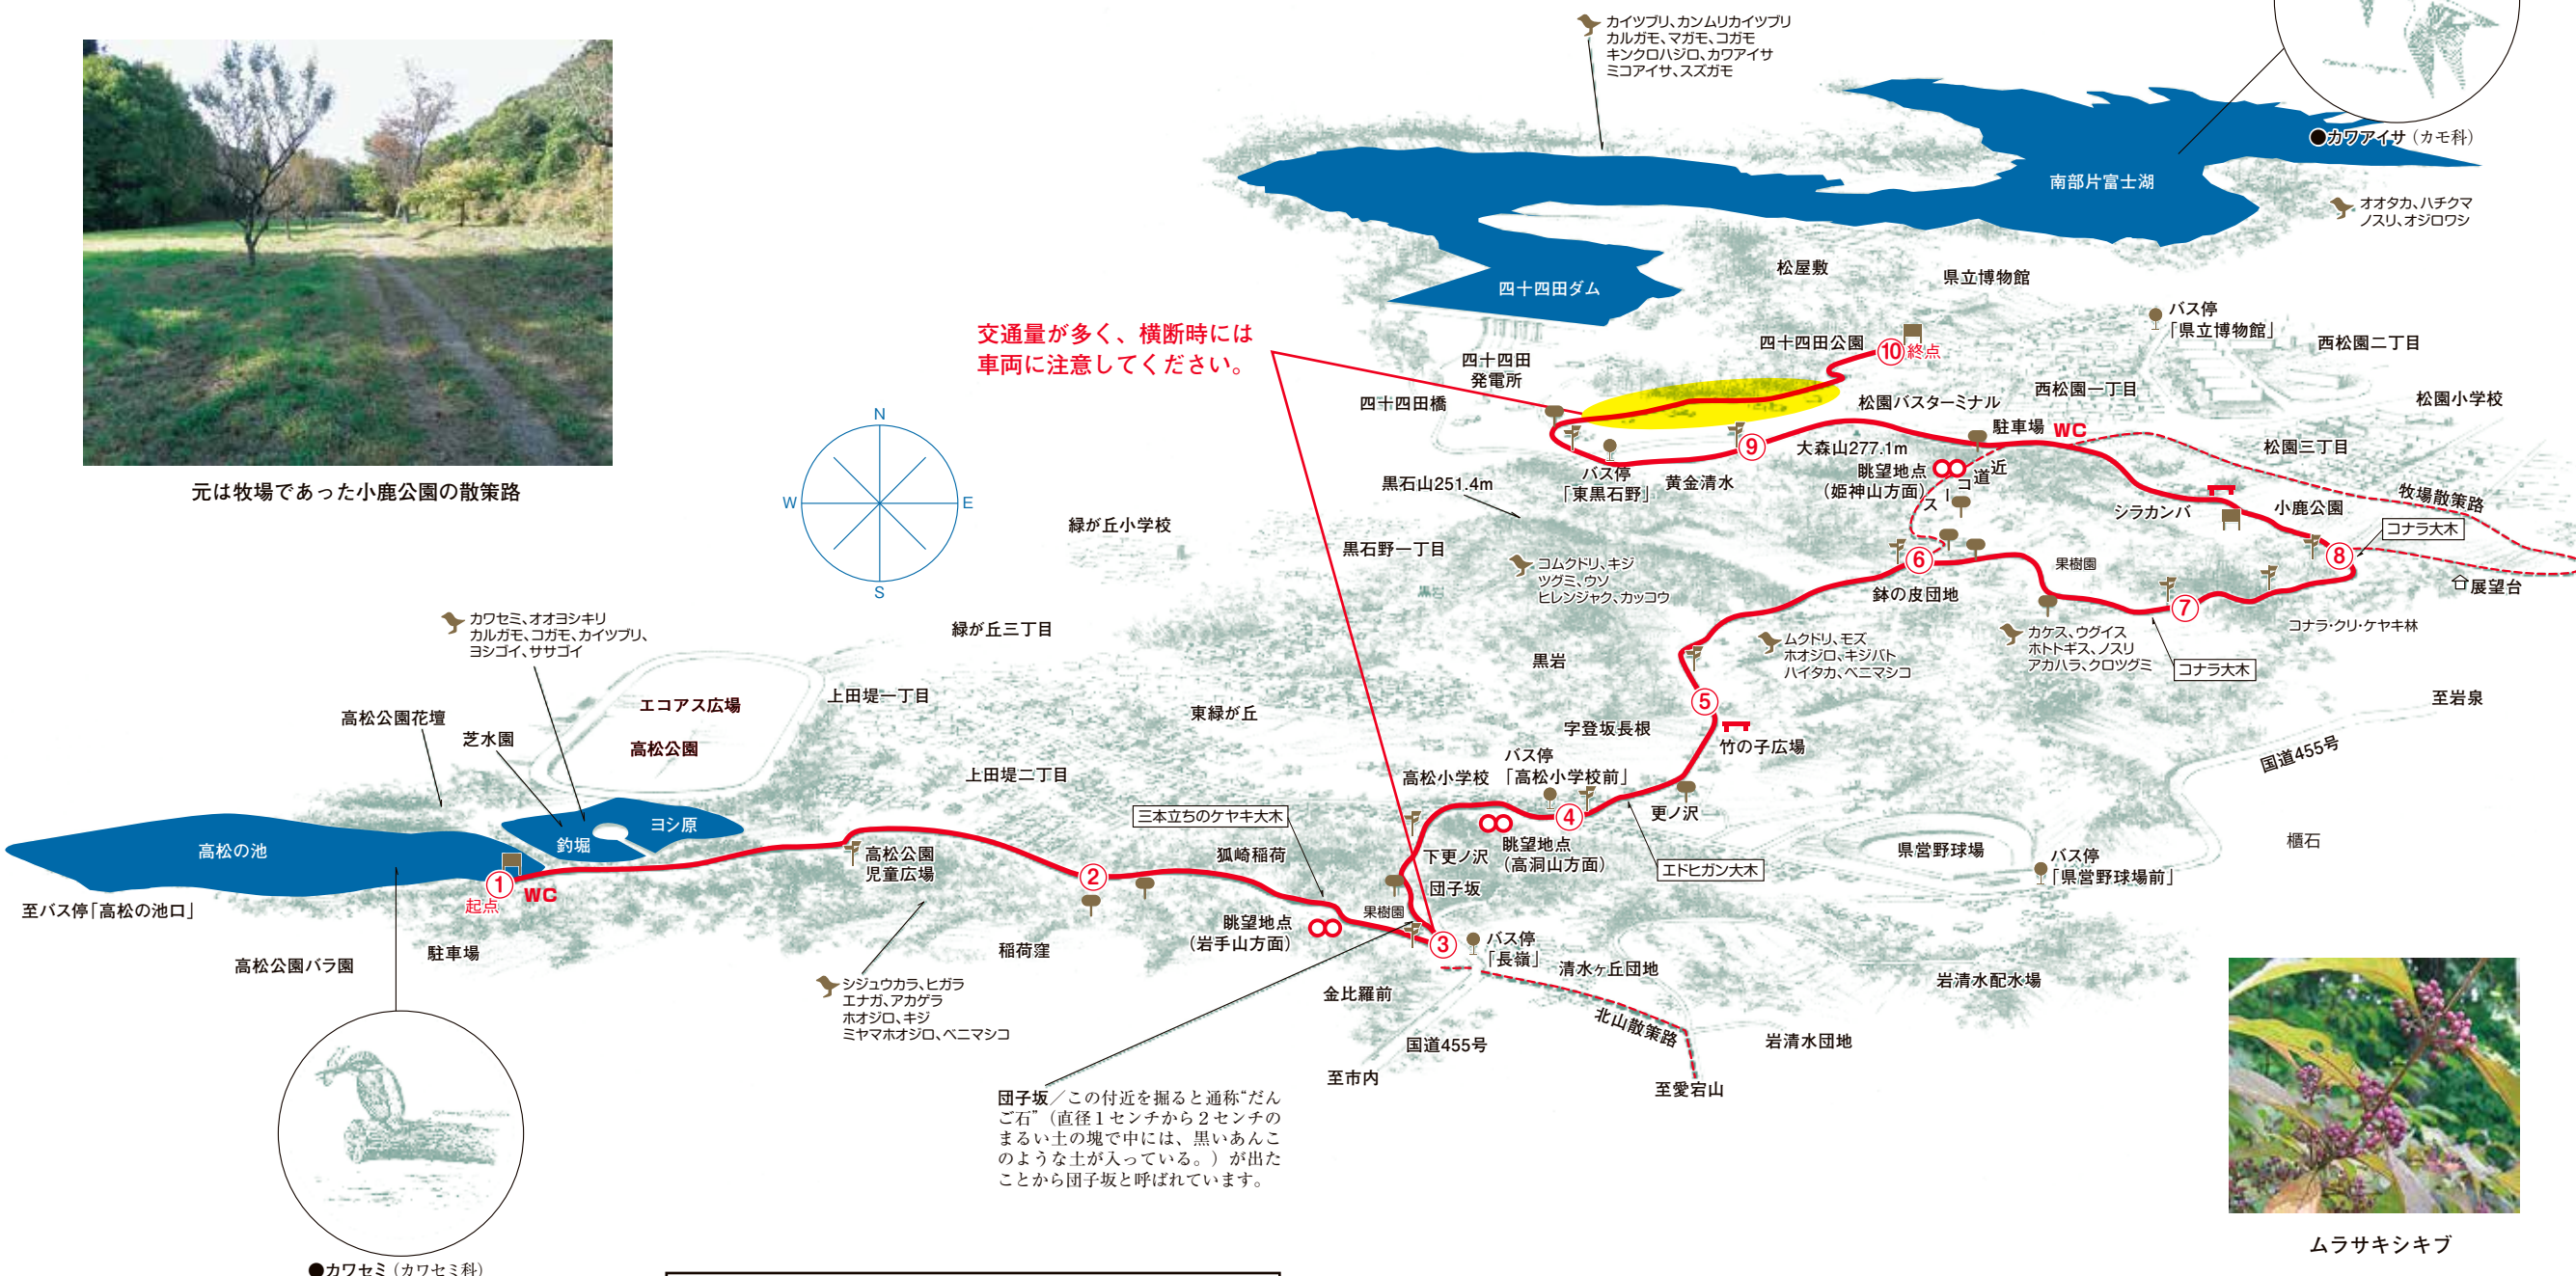 カイツブリ、カンムリカイツブリ
カルガモ、マガモ、コガモ
キンクロハジロ、カワアイサ
ミコアイサ、スズガモ
●カワアイサ（カモ科）
南部片富士湖
オオタカ、ハチクマ
ノスリ、オジロワシ
四十四田ダム
松屋敷
県立博物館
バス停
「県立博物館」
西松園二丁目
交通量が多く、横断時には
車両に注意してください。
四十四田公園
⑩終点
四十四田
発電所
四十四田橋
西松園一丁目
松園バスターミナル
松園小学校
駐車場 WC
松園三丁目
⑨
大森山277.1m
眺望地点
（姫神山方面）
近道コース
バス停
「東黒石野」
黄金清水
黒石山251.4m
牧場散策路
シラカンバ
小鹿公園
コナラ大木
⑧
展望台
元は牧場であった小鹿公園の散策路
N
W
E
S
緑が丘小学校
黒石野一丁目
コムクドリ、キジ
ツグミ、ウソ
ヒレンジャク、カッコウ
黒岩
⑥
鉢の皮団地
果樹園
⑦
コナラ・クリ・ケヤキ林
カワセミ、オオヨシキリ
カルガモ、コガモ、カイツブリ、
ヨシゴイ、ササゴイ
緑が丘三丁目
黒岩
ムクドリ、モズ
ホオジロ、キジバト
ハイタカ、ベニマシコ
カケス、ウグイス
ホトトギス、ノスリ
アカハラ、クロツグミ
コナラ大木
至岩泉
国道455号
エコアス広場
高松公園
上田堤一丁目
高松公園花壇
芝水園
東緑が丘
字登坂長根
⑤
竹の子広場
上田堤二丁目
高松小学校
バス停
「高松小学校前」
④
更ノ沢
三本立ちのケヤキ大木
眺望地点
（高洞山方面）
エドヒガン大木
県営野球場
バス停
「県営野球場前」
櫃石
高松の池
釣堀
ヨシ原
①
起点
WC
高松公園
児童広場
②
狐崎稲荷
下更ノ沢
団子坂
果樹園
眺望地点
（岩手山方面）
③
バス停
「長嶺」
至バス停「高松の池口」
高松公園バラ園
駐車場
稲荷窪
清水ヶ丘団地
岩清水配水場
シジュウカラ、ヒガラ
エナガ、アカゲラ
ホオジロ、キジ
ミヤマホオジロ、ベニマシコ
金比羅前
北山散策路
国道455号
岩清水団地
至市内
至愛宕山
団子坂／この付近を掘ると通称“だん
ご石”（直径１センチから２センチの
まるい土の塊で中には、黒いあんこ
のような土が入っている。）が出た
ことから団子坂と呼ばれています。
●カワセミ（カワセミ科）
ムラサキシキブ